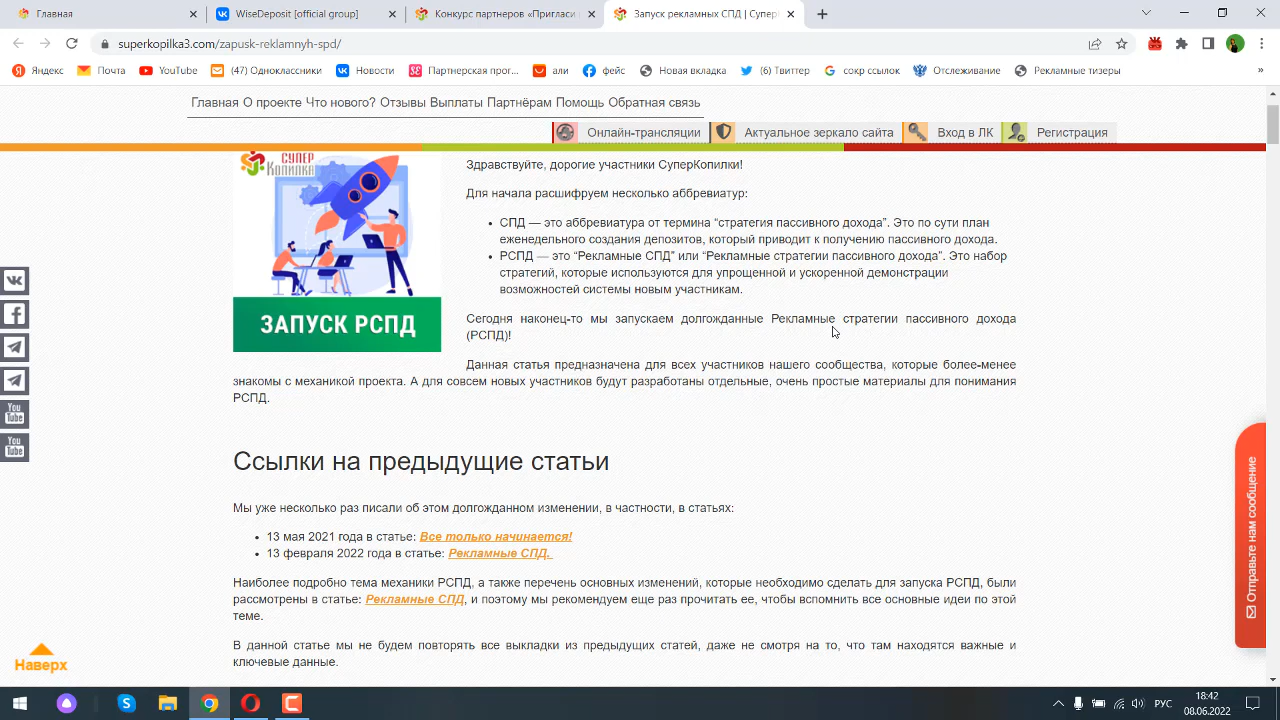 Главная
WiseDeposit [official group]
Конкурс партнеров «Пригласи
Запуск рекламных СПД | Супер
superkopilka3.com/zapusk-reklamnyh-spd/
Яндекс
Почта
YouTube
(47) Одноклассники
Новости
Партнерская прог...
али
фейс
Новая вкладка
(6) Твиттер
сокр ссылок
Отслеживание
Рекламные тизеры
»
Главная О проекте Что нового? Отзывы Выплаты Партнёрам Помощь Обратная связь
Онлайн-трансляции
Актуальное зеркало сайта
Вход в ЛК
Регистрация
СУПЕР
КОПИЛКА
ЗАПУСК РСПД
Здравствуйте, дорогие участники СуперКопилки!
Для начала расшифруем несколько аббревиатур:
• СПД — это аббревиатура от термина “стратегия пассивного дохода”. Это по сути план
еженедельного создания депозитов, который приводит к получению пассивного дохода.
• РСПД — это “Рекламные СПД” или “Рекламные стратегии пассивного дохода”. Это набор
стратегий, которые используются для упрощенной и ускоренной демонстрации
возможностей системы новым участникам.
Сегодня наконец-то мы запускаем долгожданные Рекламные стратегии пассивного дохода
(РСПД)!
Данная статья предназначена для всех участников нашего сообщества, которые более-менее
знакомы с механикой проекта. А для совсем новых участников будут разработаны отдельные, очень простые материалы для понимания
РСПД.
Ссылки на предыдущие статьи
Мы уже несколько раз писали об этом долгожданном изменении, в частности, в статьях:
• 13 мая 2021 года в статье: Все только начинается!
• 13 февраля 2022 года в статье: Рекламные СПД.
Наиболее подробно тема механики РСПД, а также перечень основных изменений, которые необходимо сделать для запуска РСПД, были
рассмотрены в статье: Рекламные СПД, и поэтому мы рекомендуем еще раз прочитать ее, чтобы вспомнить все основные идеи по этой
теме.
В данной статье мы не будем повторять все выкладки из предыдущих статей, даже не смотря на то, что там находятся важные и
ключевые данные.
You
Tube
You
Tube
Наверх
Отправьте нам сообщение
РУС
18:42
08.06.2022